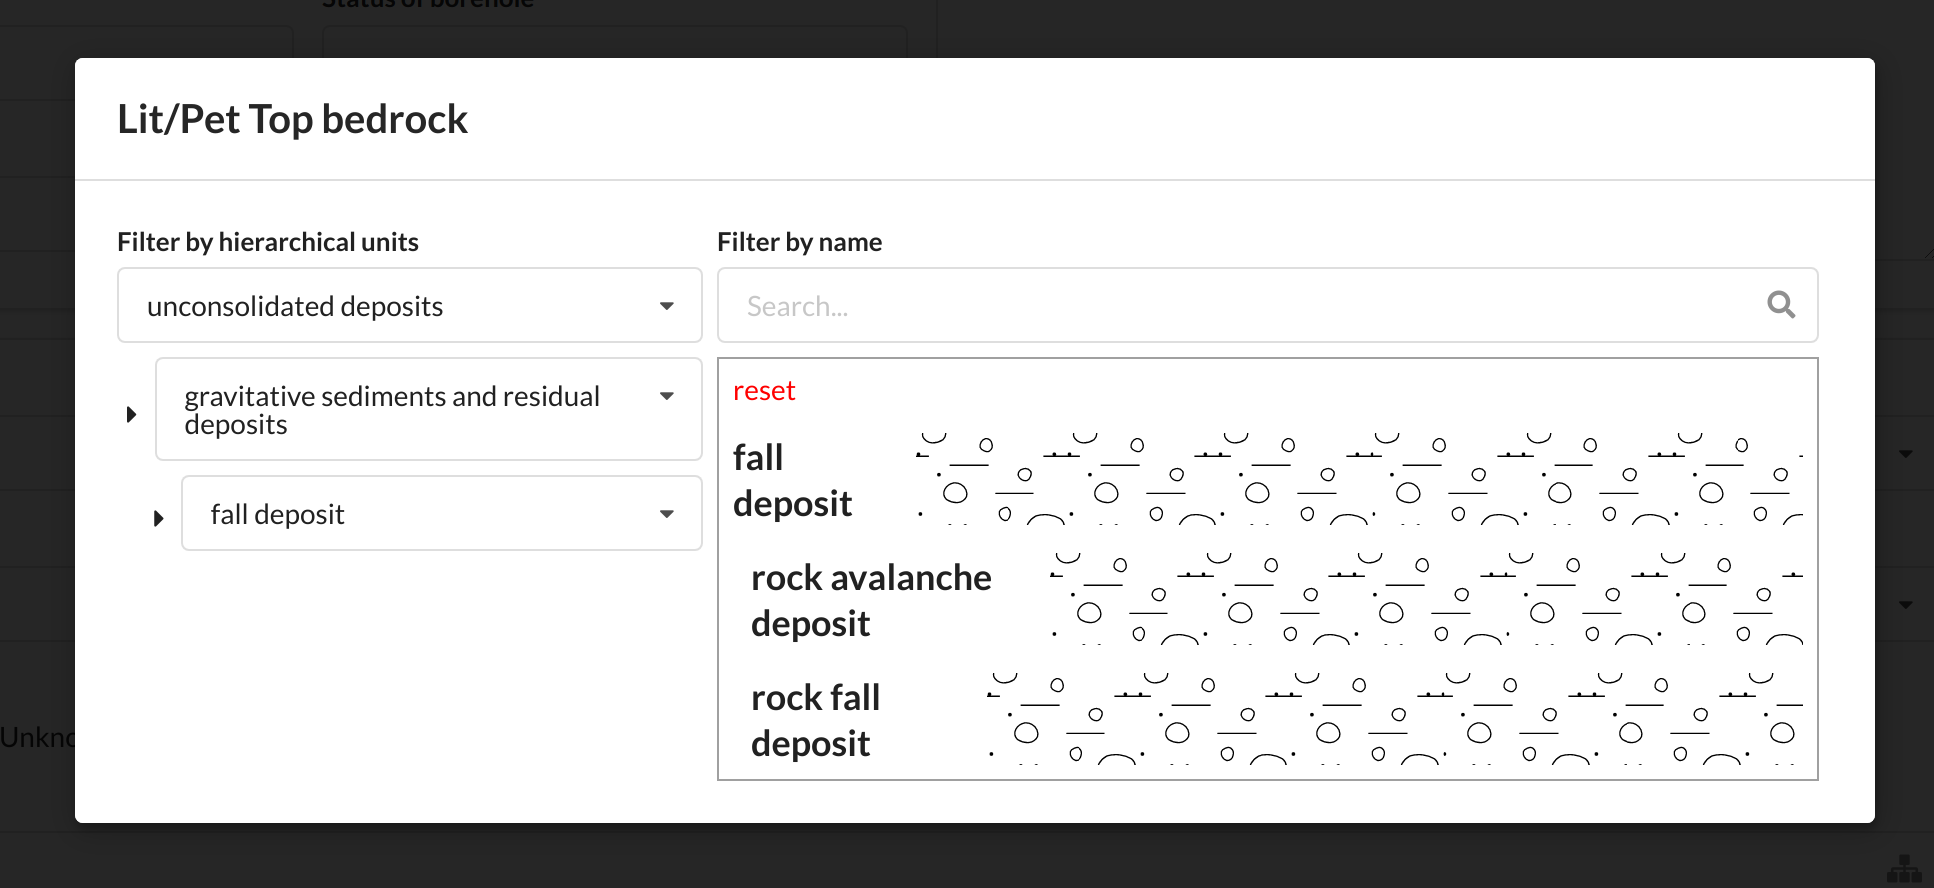 Status of borehole
Lit/Pet Top bedrock
Filter by hierarchical units
Filter by name
unconsolidated deposits
Search...
gravitative sediments and residual
deposits
fall deposit
reset
fall
deposit
rock avalanche
deposit
rock fall
deposit